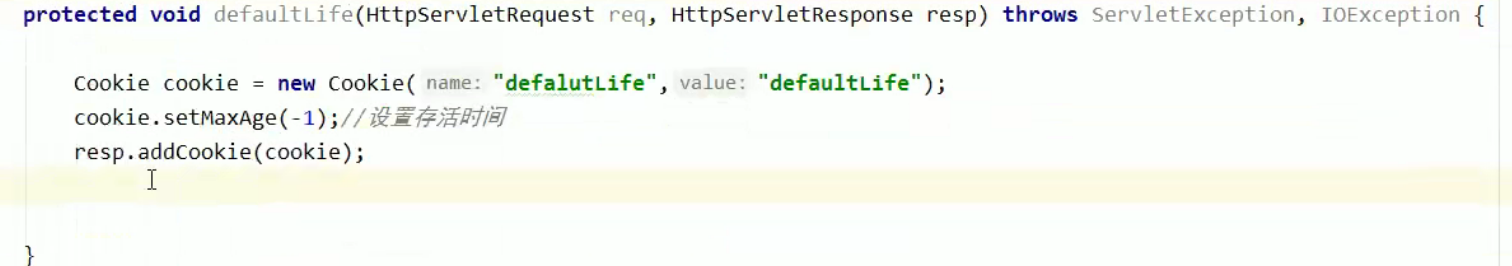 protected void defaultLife(HttpServletRequest req, HttpServletResponse resp) throws ServletException, IOException {
Cookie cookie = new Cookie( name: "defalutLife", value: "defaultLife");
cookie.setMaxAge(-1);//设置存活时间
resp.addCookie(cookie);
}